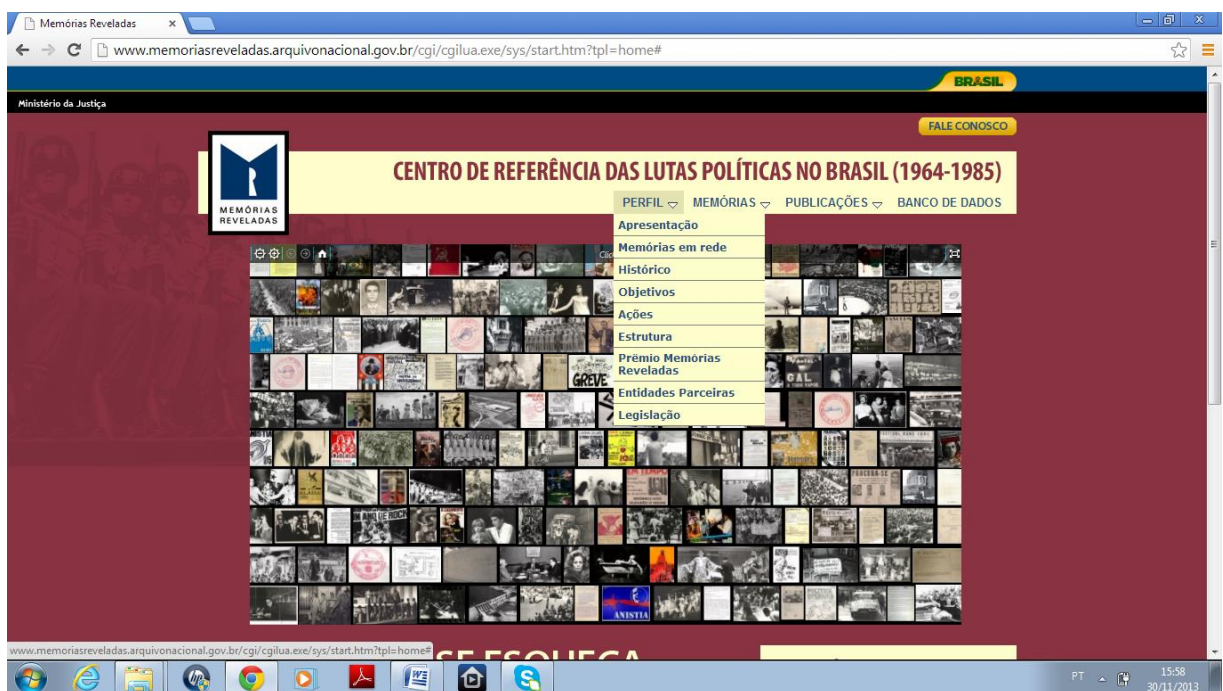 Memórias Reveladas
www.memoriasreveladas.arquivonacional.gov.br/cgi/cgilua.exe/sys/start.htm?tpl=home#
BRASIL
Ministério da Justiça
FALE CONOSCO
MEMÓRIAS
REVELADAS
CENTRO DE REFERÊNCIA DAS LUTAS POLÍTICAS NO BRASIL (1964-1985)
PERFIL MEMÓRIAS PUBLICAÇÕES BANCO DE DADOS
Apresentação
Memórias em rede
Histórico
Objetivos
Ações
Estrutura
Prêmio Memórias
Reveladas
Entidades Parceiras
Legislação
GREVE
ANISTIA
www.memoriasreveladas.arquivonacional.gov.br/cgi/cgilua.exe/sys/start.htm?tpl=home#
PT
15:58
30/11/2013